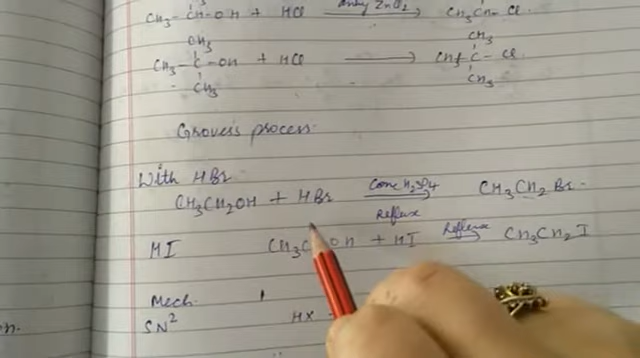 CH3-CH-OH + HCl anhy ZnCl2 → CH3CH-Cl
CH3 CH3
CH3-C-OH + HCl → CH3-C-Cl
CH3 CH3
Groves's process.
With HBr
CH3CH2OH + HBr Conc H2SO4 Reflux → CH3CH2Br.
HI CH3C OH + HI Reflux → CH3CH2I
Mech.
SN2 HX